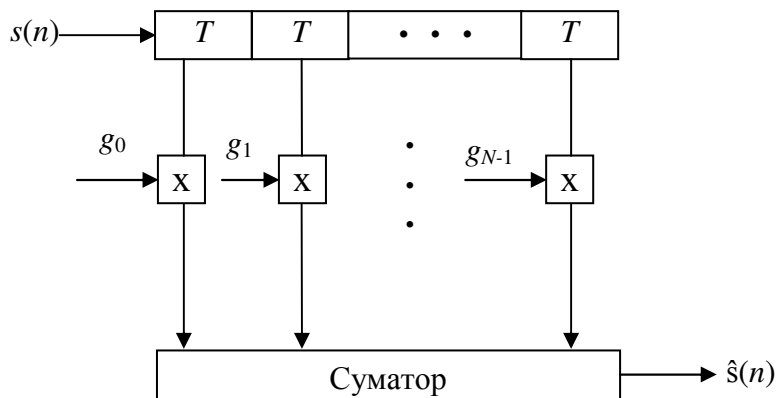 s(n) T T • • • T
g0 g1 gN-1
x x x
Суматор ŝ(n)